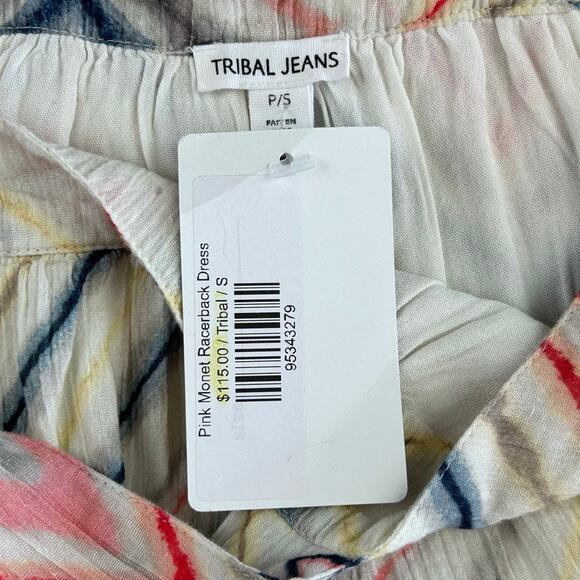 TRIBAL JEANS
P/S
Pink Monet Racerback Dress
$115.00 / Tribal / S
95343279